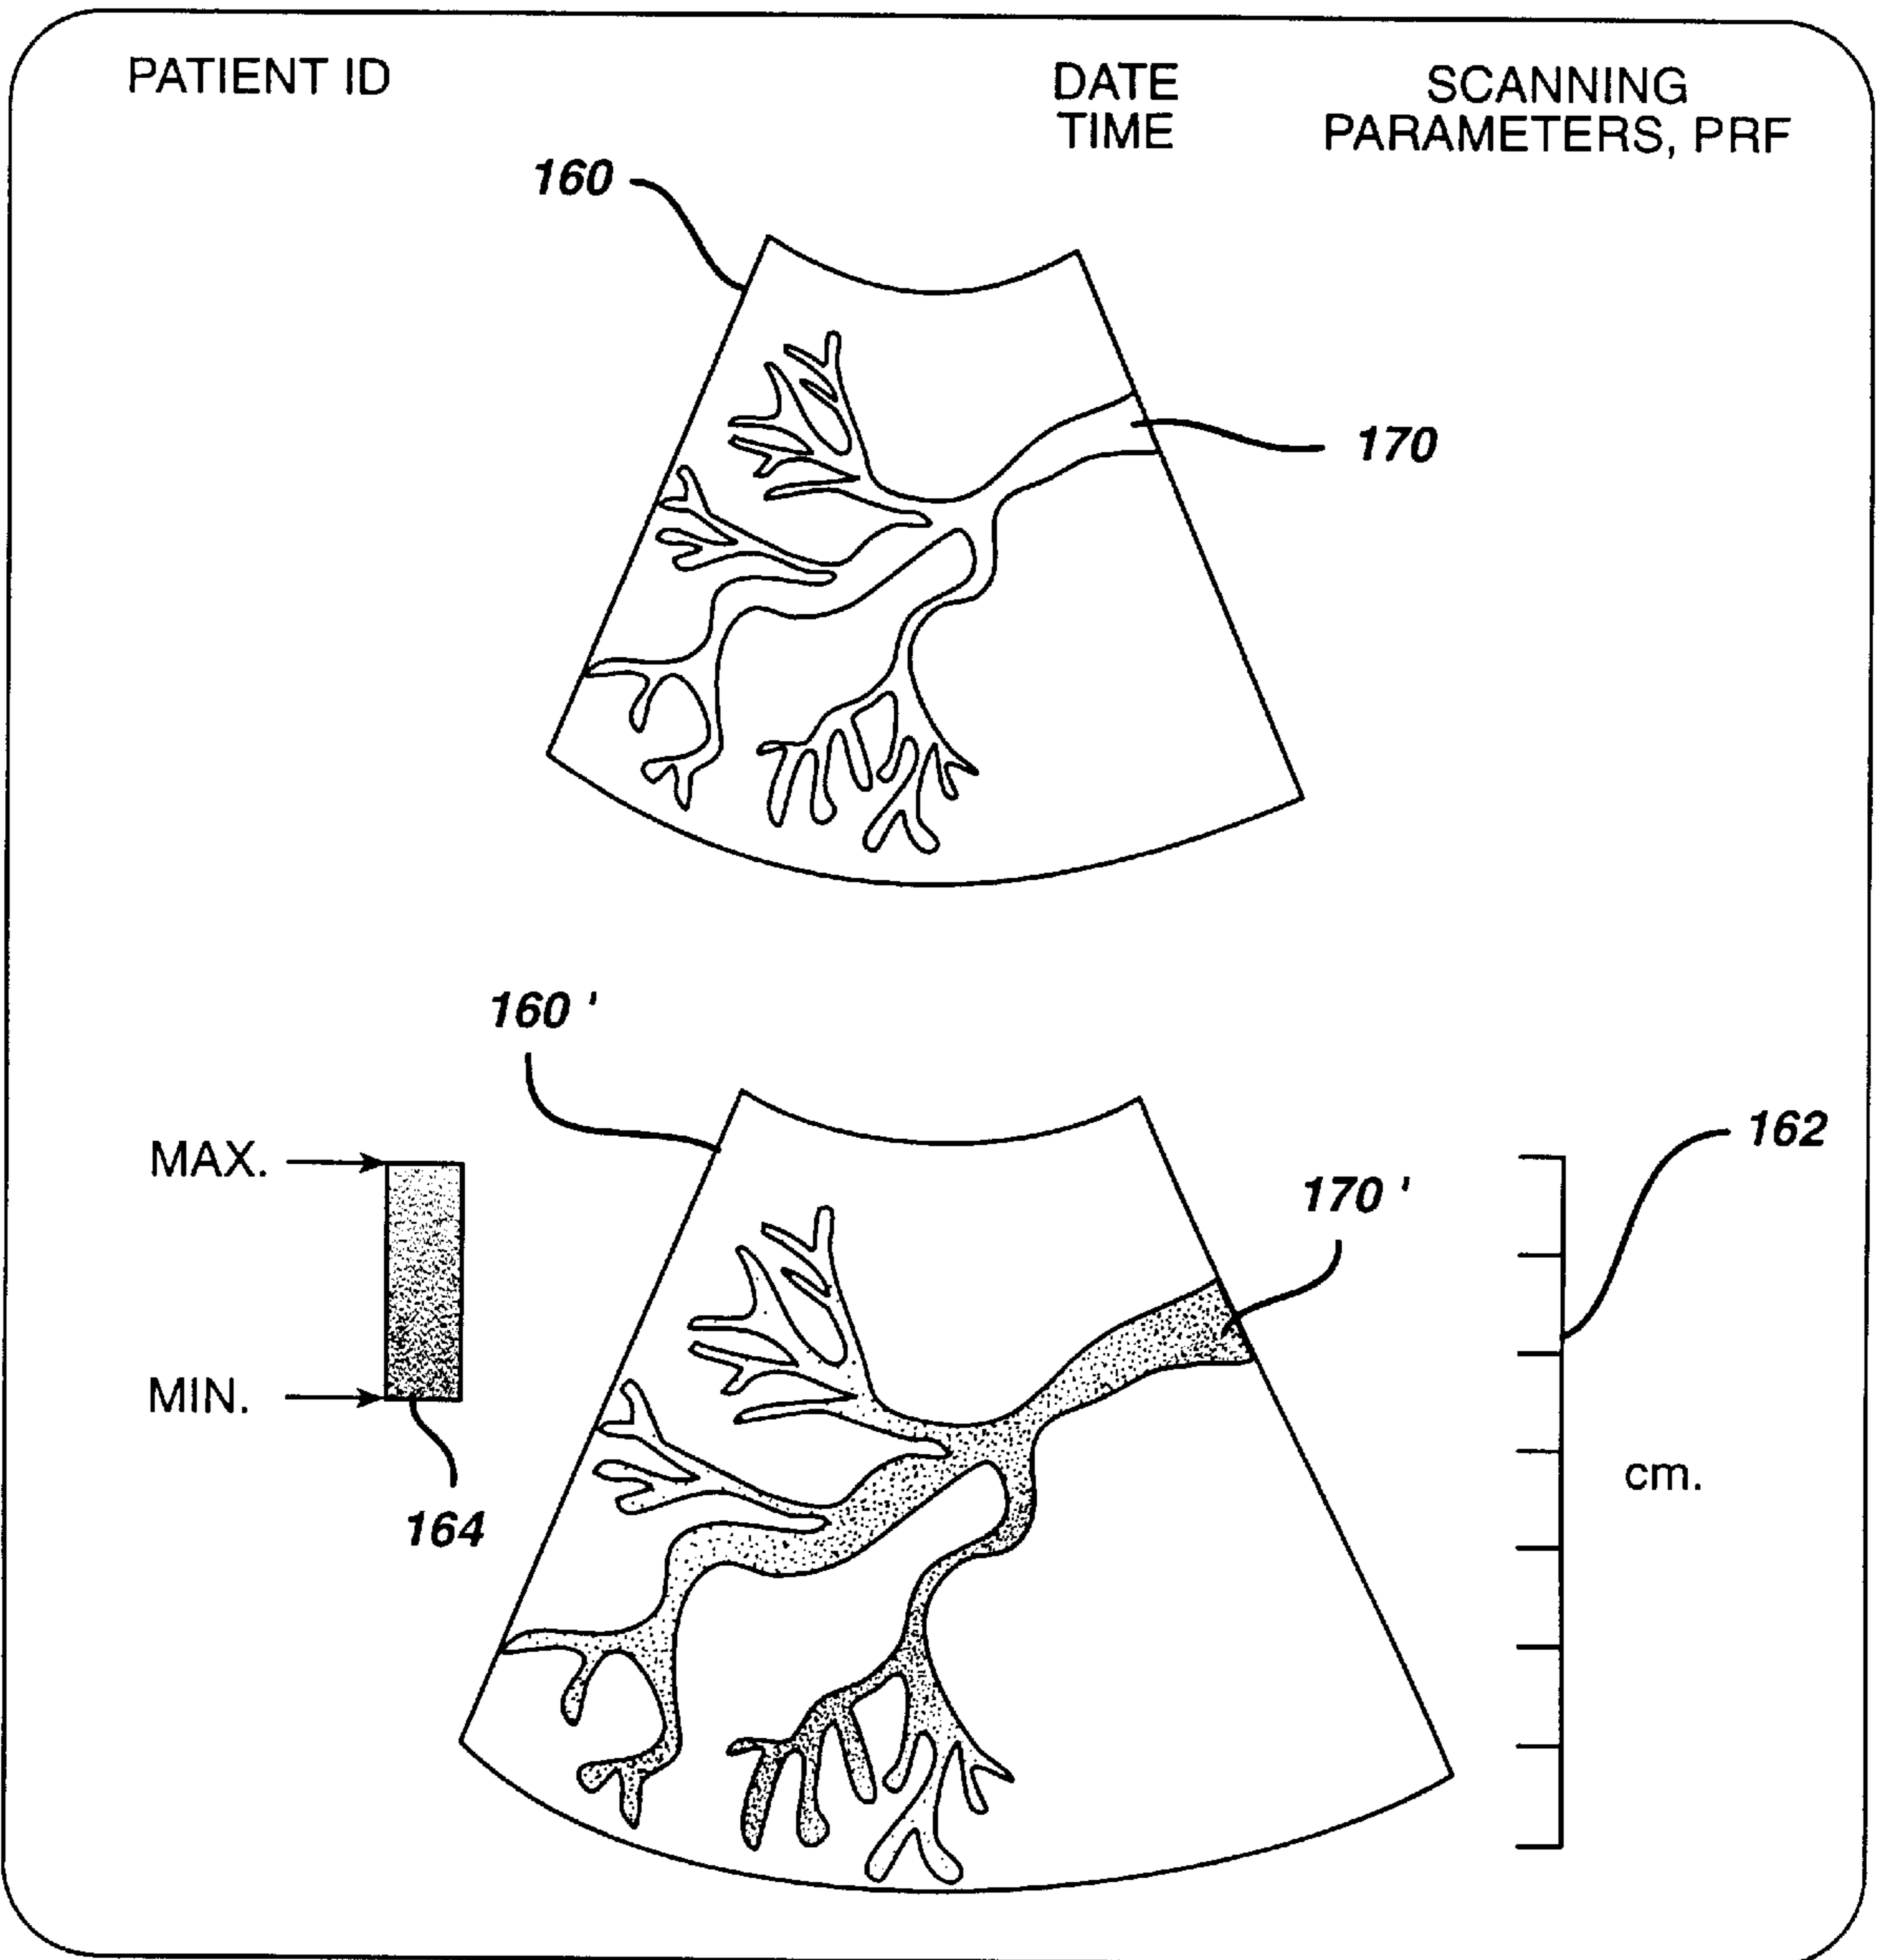 PATIENT ID
DATE
TIME
SCANNING
PARAMETERS, PRF
160
170
160 '
162
MAX.
170 '
MIN.
cm.
164